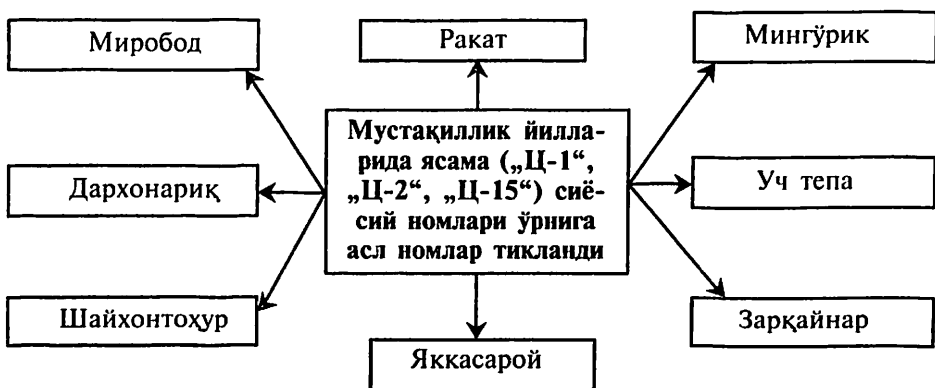 Миробод
Ракат
Мингўрик
Мустақиллик йилла-
рида ясама („Ц-1“,
„Ц-2“, „Ц-15“) сиё-
сий номлари ўрнига
асл номлар тикланди
Дархонариқ
Уч тепа
Шайхонтоҳур
Зарқайнар
Яккасарой